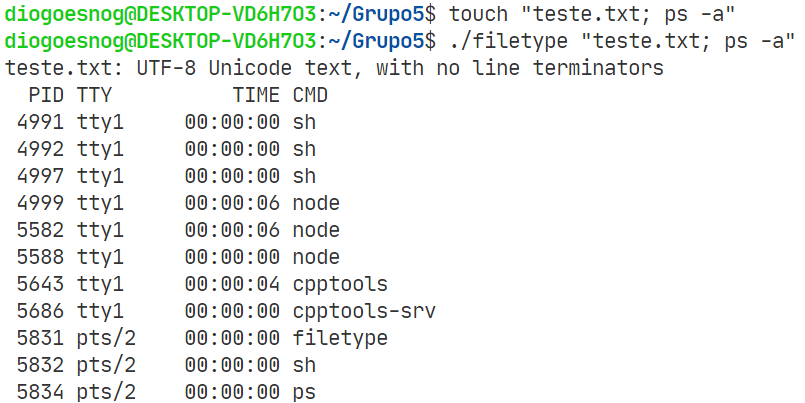 diogoesnog@DESKTOP-VD6H7O3:~/Grupo5$ touch "teste.txt; ps -a"
diogoesnog@DESKTOP-VD6H7O3:~/Grupo5$ ./filetype "teste.txt; ps -a"
teste.txt: UTF-8 Unicode text, with no line terminators
  PID TTY          TIME CMD
 4991 tty1     00:00:00 sh
 4992 tty1     00:00:00 sh
 4997 tty1     00:00:00 sh
 4999 tty1     00:00:06 node
 5582 tty1     00:00:06 node
 5588 tty1     00:00:00 node
 5643 tty1     00:00:04 cpptools
 5686 tty1     00:00:00 cpptools-srv
 5831 pts/2    00:00:00 filetype
 5832 pts/2    00:00:00 sh
 5834 pts/2    00:00:00 ps